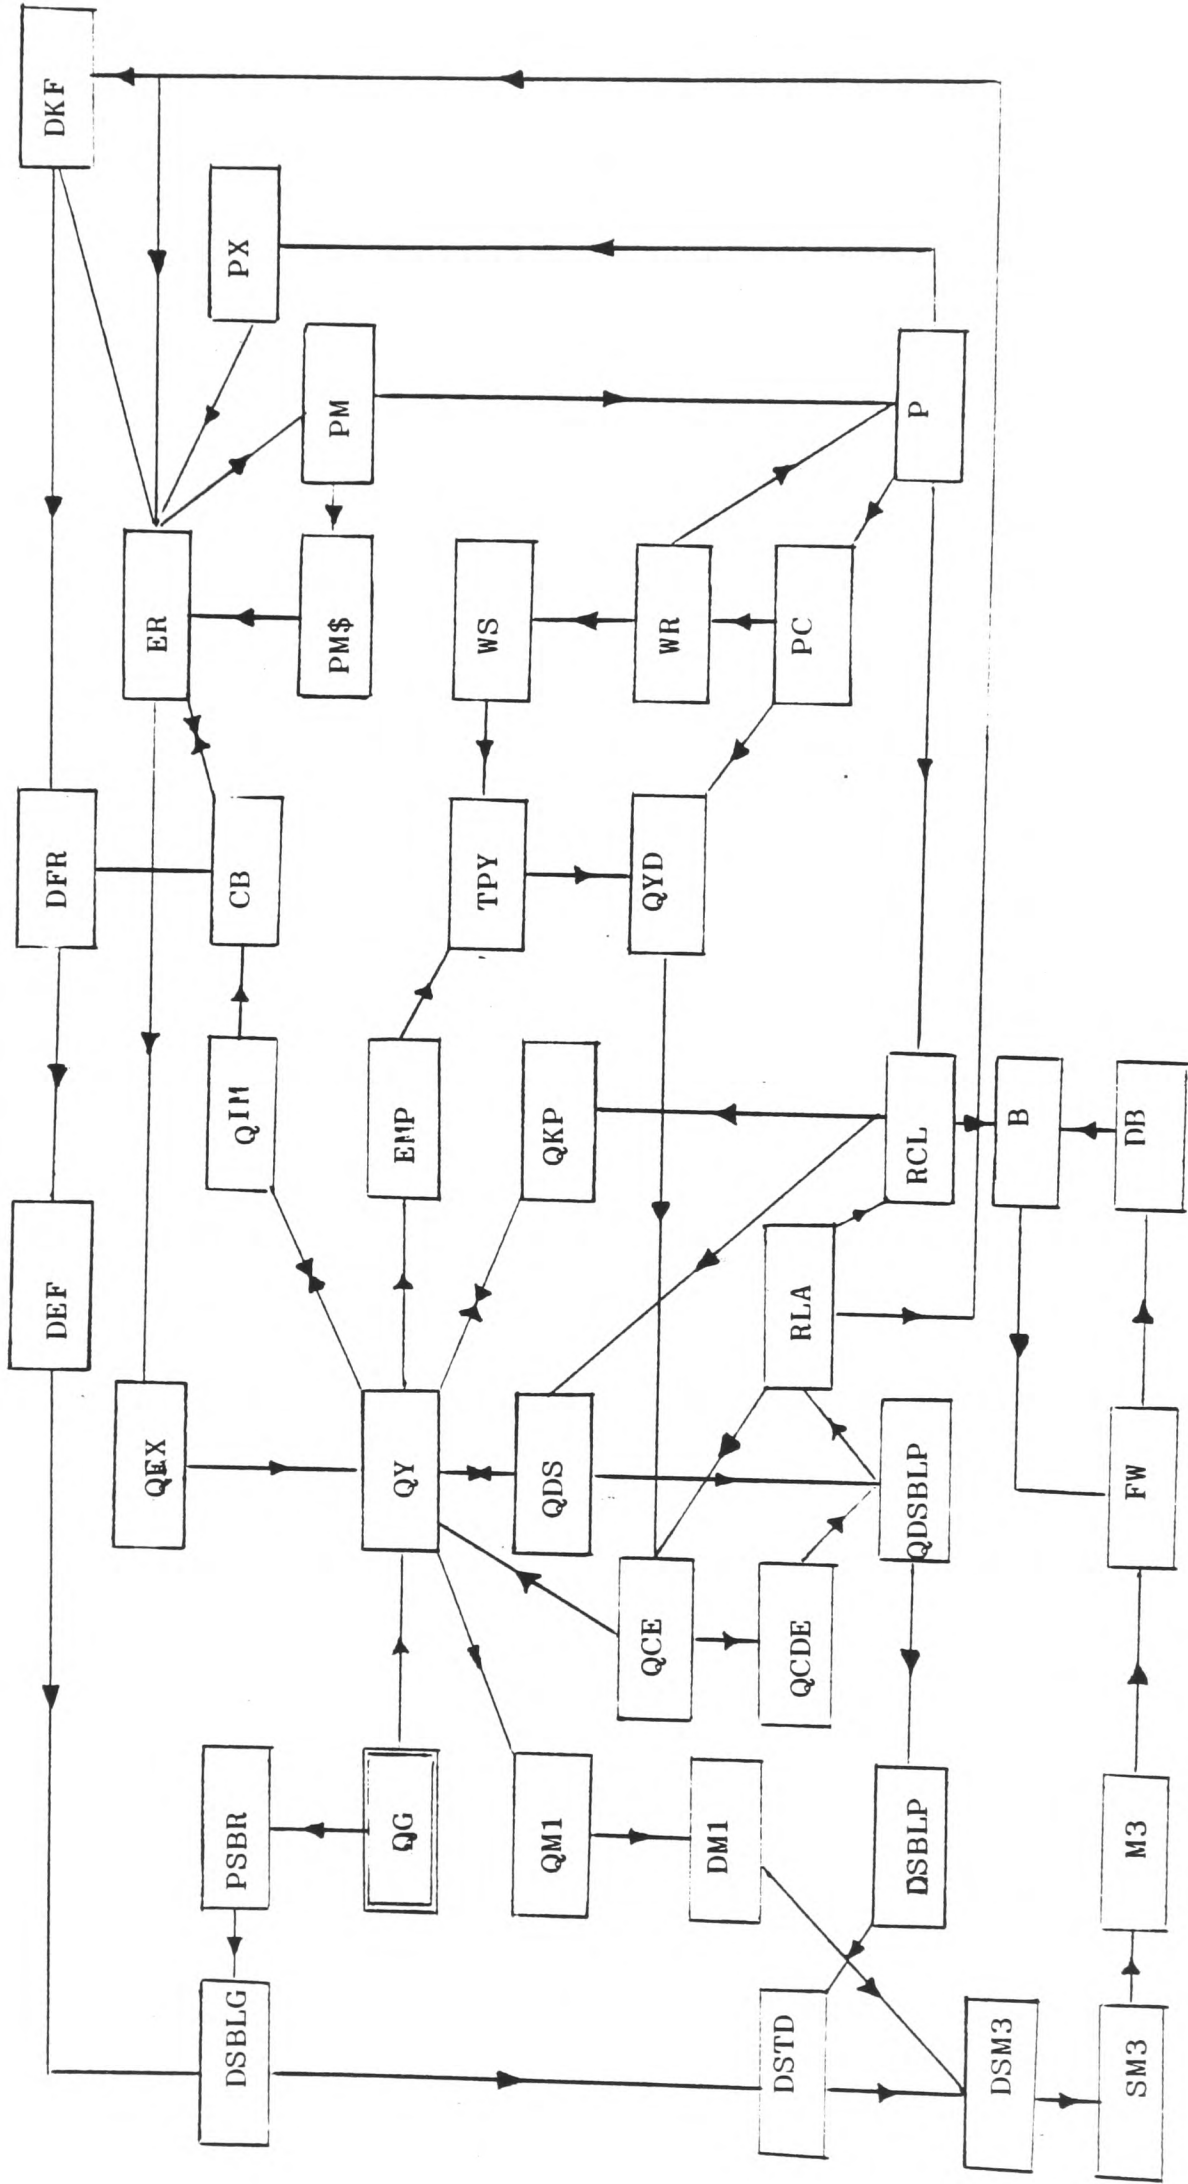 DEF
DFR
DKF
QEX
ER
DSBLG
PSBR
QIM
CB
PX
PM$
PM
QG
QY
EMP
TPY
WS
QM1
QDS
QKP
QCE
QYD
WR
DM1
DSTD
QCDE
RLA
PC
DSBLP
QDSBLP
RCL
P
DSM3
B
SM3
M3
FW
DB